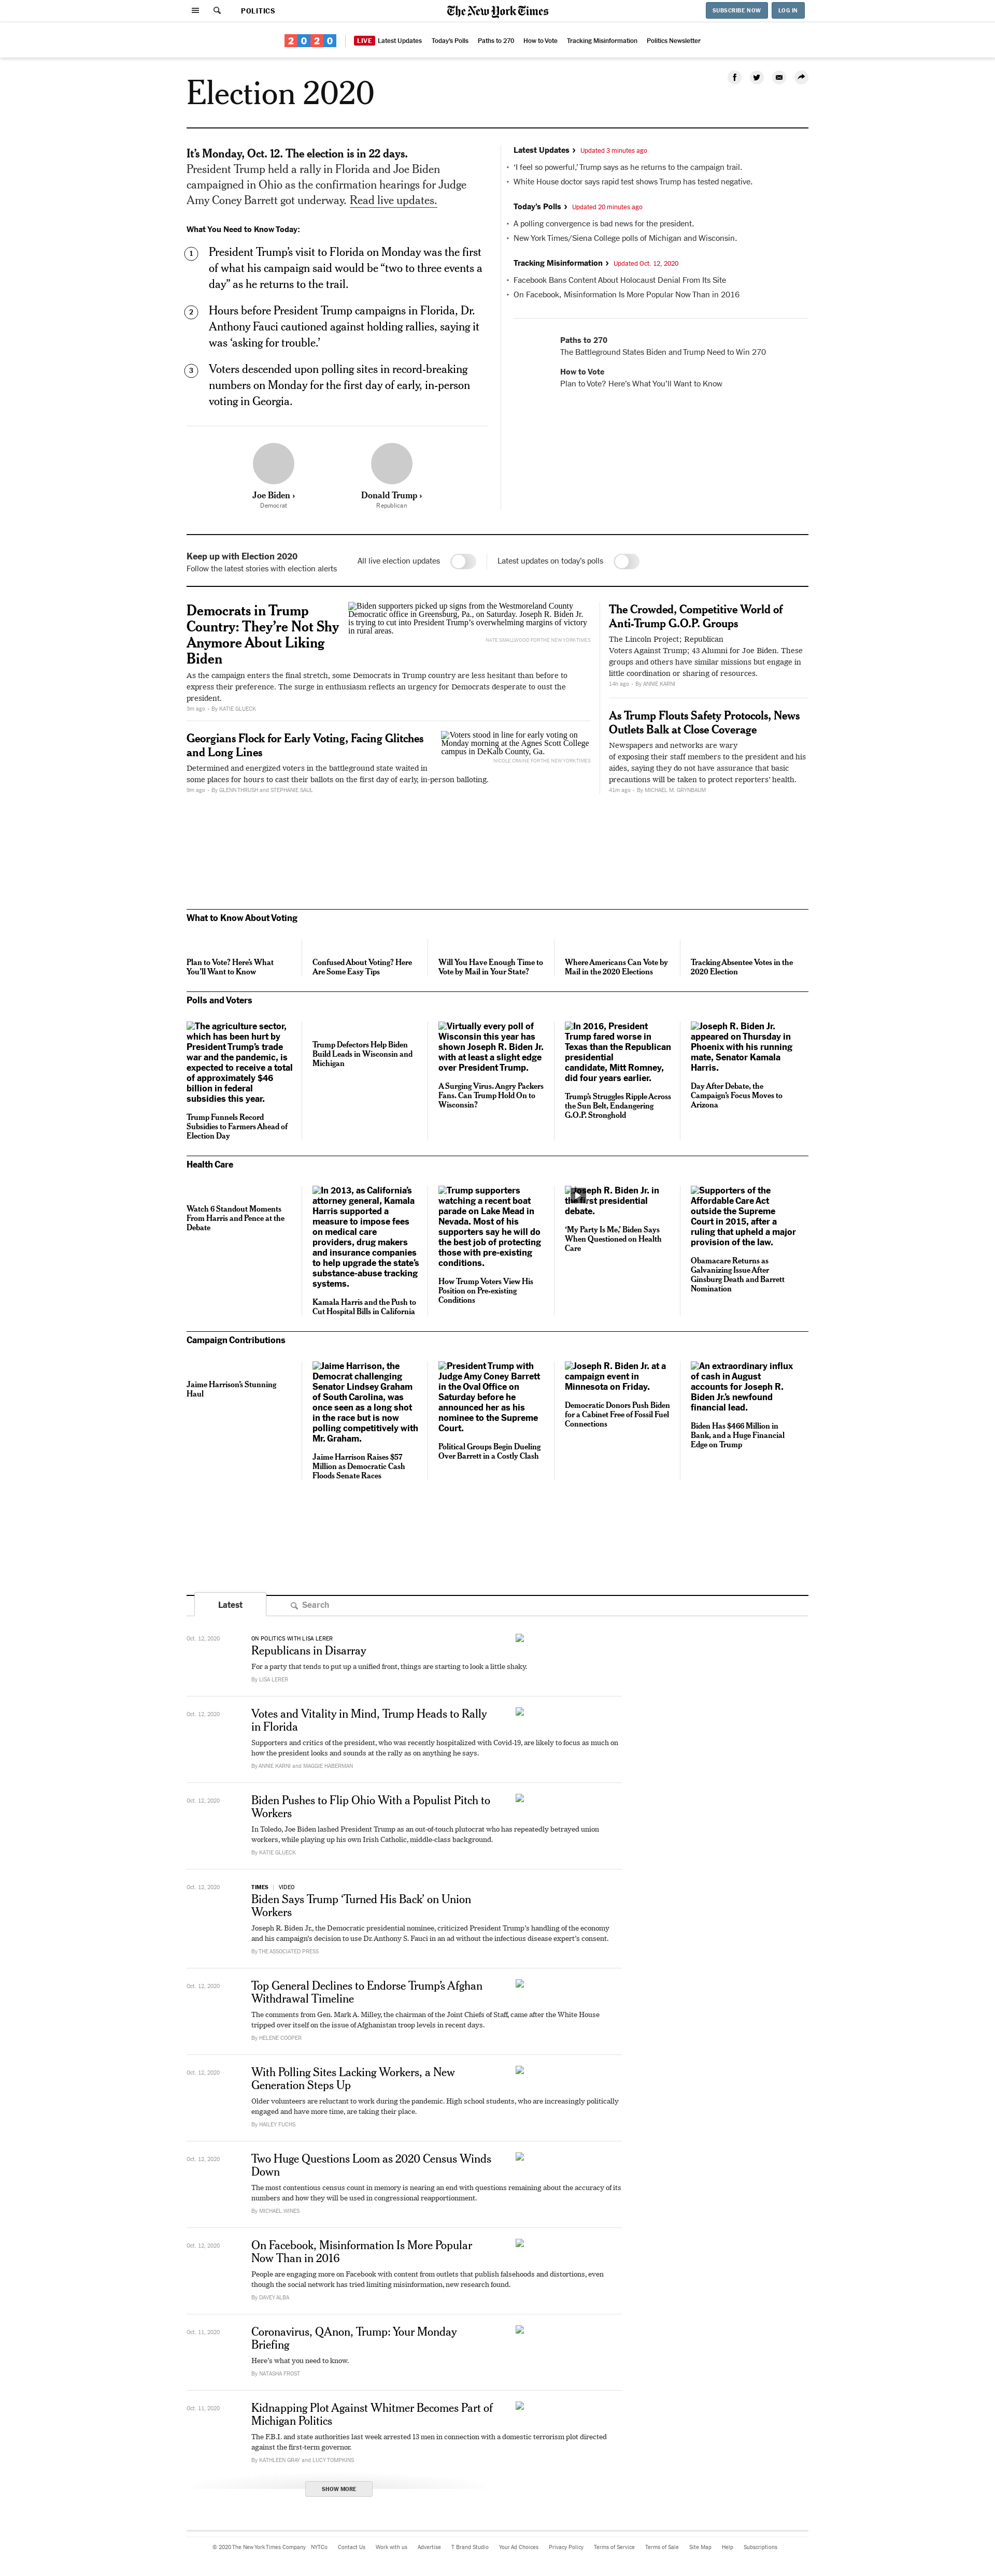 POLITICS
The New York Times
SUBSCRIBE NOW
LOG IN
2020
LIVE Latest Updates
Today's Polls
Paths to 270
How to Vote
Tracking Misinformation
Politics Newsletter
Election 2020
It's Monday, Oct. 12. The election is in 22 days.
President Trump held a rally in Florida and Joe Biden
campaigned in Ohio as the confirmation hearings for Judge
Amy Coney Barrett got underway. Read live updates.
What You Need to Know Today:
1
President Trump's visit to Florida on Monday was the first
of what his campaign said would be “two to three events a
day” as he returns to the trail.
2
Hours before President Trump campaigns in Florida, Dr.
Anthony Fauci cautioned against holding rallies, saying it
was ‘asking for trouble.’
3
Voters descended upon polling sites in record-breaking
numbers on Monday for the first day of early, in-person
voting in Georgia.
Joe Biden ›
Democrat
Donald Trump ›
Republican
Latest Updates › Updated 3 minutes ago
• ‘I feel so powerful,’ Trump says as he returns to the campaign trail.
• White House doctor says rapid test shows Trump has tested negative.
Today's Polls › Updated 20 minutes ago
• A polling convergence is bad news for the president.
• New York Times/Siena College polls of Michigan and Wisconsin.
Tracking Misinformation › Updated Oct. 12, 2020
• Facebook Bans Content About Holocaust Denial From Its Site
• On Facebook, Misinformation Is More Popular Now Than in 2016
Paths to 270
The Battleground States Biden and Trump Need to Win 270
How to Vote
Plan to Vote? Here's What You'll Want to Know
Keep up with Election 2020
Follow the latest stories with election alerts
All live election updates
Latest updates on today's polls
Democrats in Trump
Country: They're Not Shy
Anymore About Liking
Biden
Biden supporters picked up signs from the Westmoreland County
Democratic office in Greensburg, Pa., on Saturday. Joseph R. Biden Jr.
is trying to cut into President Trump's overwhelming margins of victory
in rural areas.
NATE SMALLWOOD FOR THE NEW YORK TIMES
As the campaign enters the final stretch, some Democrats in Trump country are less hesitant than before to
express their preference. The surge in enthusiasm reflects an urgency for Democrats desperate to oust the
president.
3m ago - By KATIE GLUECK
Georgians Flock for Early Voting, Facing Glitches
and Long Lines
Voters stood in line for early voting on
Monday morning at the Agnes Scott College
campus in DeKalb County, Ga.
NICOLE CRAINE FOR THE NEW YORK TIMES
Determined and energized voters in the battleground state waited in
some places for hours to cast their ballots on the first day of early, in-person balloting.
9m ago - By GLENN THRUSH and STEPHANIE SAUL
The Crowded, Competitive World of
Anti-Trump G.O.P. Groups
The Lincoln Project; Republican
Voters Against Trump; 43 Alumni for Joe Biden. These
groups and others have similar missions but engage in
little coordination or sharing of resources.
14h ago - By ANNIE KARNI
As Trump Flouts Safety Protocols, News
Outlets Balk at Close Coverage
Newspapers and networks are wary
of exposing their staff members to the president and his
aides, saying they do not have assurance that basic
precautions will be taken to protect reporters' health.
41m ago - By MICHAEL M. GRYNBAUM
What to Know About Voting
Plan to Vote? Here's What
You'll Want to Know
Confused About Voting? Here
Are Some Easy Tips
Will You Have Enough Time to
Vote by Mail in Your State?
Where Americans Can Vote by
Mail in the 2020 Elections
Tracking Absentee Votes in the
2020 Election
Polls and Voters
The agriculture sector,
which has been hurt by
President Trump's trade
war and the pandemic, is
expected to receive a total
of approximately $46
billion in federal
subsidies this year.
Trump Funnels Record
Subsidies to Farmers Ahead of
Election Day
Trump Defectors Help Biden
Build Leads in Wisconsin and
Michigan
Virtually every poll of
Wisconsin this year has
shown Joseph R. Biden Jr.
with at least a slight edge
over President Trump.
A Surging Virus. Angry Packers
Fans. Can Trump Hold On to
Wisconsin?
In 2016, President
Trump fared worse in
Texas than the Republican
presidential
candidate, Mitt Romney,
did four years earlier.
Trump's Struggles Ripple Across
the Sun Belt, Endangering
G.O.P. Stronghold
Joseph R. Biden Jr.
appeared on Thursday in
Phoenix with his running
mate, Senator Kamala
Harris.
Day After Debate, the
Campaign's Focus Moves to
Arizona
Health Care
Watch 6 Standout Moments
From Harris and Pence at the
Debate
In 2013, as California's
attorney general, Kamala
Harris supported a
measure to impose fees
on medical care
providers, drug makers
and insurance companies
to help upgrade the state's
substance-abuse tracking
systems.
Kamala Harris and the Push to
Cut Hospital Bills in California
Trump supporters
watching a recent boat
parade on Lake Mead in
Nevada. Most of his
supporters say he will do
the best job of protecting
those with pre-existing
conditions.
How Trump Voters View His
Position on Pre-existing
Conditions
Joseph R. Biden Jr. in
the first presidential
debate.
‘My Party Is Me,’ Biden Says
When Questioned on Health
Care
Supporters of the
Affordable Care Act
outside the Supreme
Court in 2015, after a
ruling that upheld a major
provision of the law.
Obamacare Returns as
Galvanizing Issue After
Ginsburg Death and Barrett
Nomination
Campaign Contributions
Jaime Harrison's Stunning
Haul
Jaime Harrison, the
Democrat challenging
Senator Lindsey Graham
of South Carolina, was
once seen as a long shot
in the race but is now
polling competitively with
Mr. Graham.
Jaime Harrison Raises $57
Million as Democratic Cash
Floods Senate Races
President Trump with
Judge Amy Coney Barrett
in the Oval Office on
Saturday before he
announced her as his
nominee to the Supreme
Court.
Political Groups Begin Dueling
Over Barrett in a Costly Clash
Joseph R. Biden Jr. at a
campaign event in
Minnesota on Friday.
Democratic Donors Push Biden
for a Cabinet Free of Fossil Fuel
Connections
An extraordinary influx
of cash in August
accounts for Joseph R.
Biden Jr.'s newfound
financial lead.
Biden Has $466 Million in
Bank, and a Huge Financial
Edge on Trump
Latest
Search
Oct. 12, 2020
ON POLITICS WITH LISA LERER
Republicans in Disarray
For a party that tends to put up a unified front, things are starting to look a little shaky.
By LISA LERER
Oct. 12, 2020
Votes and Vitality in Mind, Trump Heads to Rally
in Florida
Supporters and critics of the president, who was recently hospitalized with Covid-19, are likely to focus as much on
how the president looks and sounds at the rally as on anything he says.
By ANNIE KARNI and MAGGIE HABERMAN
Oct. 12, 2020
Biden Pushes to Flip Ohio With a Populist Pitch to
Workers
In Toledo, Joe Biden lashed President Trump as an out-of-touch plutocrat who has repeatedly betrayed union
workers, while playing up his own Irish Catholic, middle-class background.
By KATIE GLUECK
Oct. 12, 2020
TIMES | VIDEO
Biden Says Trump ‘Turned His Back’ on Union
Workers
Joseph R. Biden Jr., the Democratic presidential nominee, criticized President Trump's handling of the economy
and his campaign's decision to use Dr. Anthony S. Fauci in an ad without the infectious disease expert's consent.
By THE ASSOCIATED PRESS
Oct. 12, 2020
Top General Declines to Endorse Trump's Afghan
Withdrawal Timeline
The comments from Gen. Mark A. Milley, the chairman of the Joint Chiefs of Staff, came after the White House
tripped over itself on the issue of Afghanistan troop levels in recent days.
By HELENE COOPER
Oct. 12, 2020
With Polling Sites Lacking Workers, a New
Generation Steps Up
Older volunteers are reluctant to work during the pandemic. High school students, who are increasingly politically
engaged and have more time, are taking their place.
By HAILEY FUCHS
Oct. 12, 2020
Two Huge Questions Loom as 2020 Census Winds
Down
The most contentious census count in memory is nearing an end with questions remaining about the accuracy of its
numbers and how they will be used in congressional reapportionment.
By MICHAEL WINES
Oct. 12, 2020
On Facebook, Misinformation Is More Popular
Now Than in 2016
People are engaging more on Facebook with content from outlets that publish falsehoods and distortions, even
though the social network has tried limiting misinformation, new research found.
By DAVEY ALBA
Oct. 11, 2020
Coronavirus, QAnon, Trump: Your Monday
Briefing
Here's what you need to know.
By NATASHA FROST
Oct. 11, 2020
Kidnapping Plot Against Whitmer Becomes Part of
Michigan Politics
The F.B.I. and state authorities last week arrested 13 men in connection with a domestic terrorism plot directed
against the first-term governor.
By KATHLEEN GRAY and LUCY TOMPKINS
SHOW MORE
© 2020 The New York Times Company
NYTCo
Contact Us
Work with us
Advertise
T Brand Studio
Your Ad Choices
Privacy Policy
Terms of Service
Terms of Sale
Site Map
Help
Subscriptions